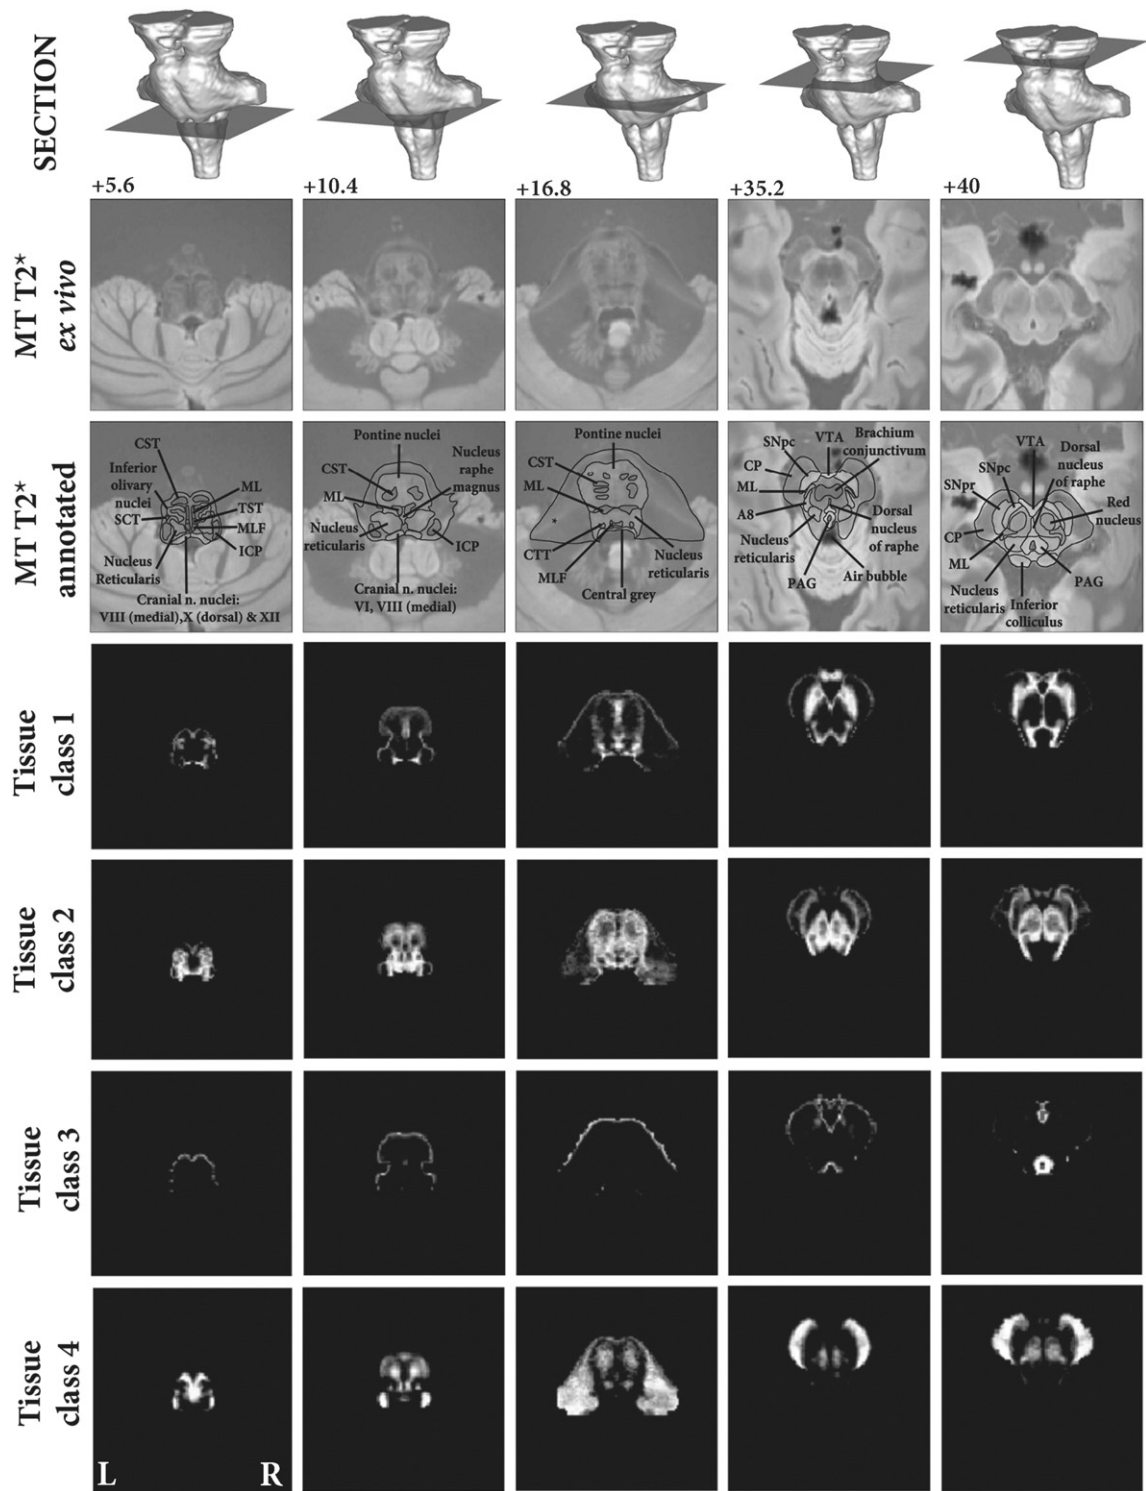 SECTION
+5.6
+10.4
+16.8
+35.2
+40
MT T2*
ex vivo
MT T2*
annotated
CST
Inferior
olivary
nuclei
SCT
Nucleus
Reticularis
ML
TST
MLF
ICP
Cranial n. nuclei:
VIII (medial),X (dorsal) & XII
Pontine nuclei
CST
ML
Nucleus
reticularis
Nucleus
raphe
magnus
ICP
Cranial n. nuclei:
VI, VIII (medial)
Pontine nuclei
CST
ML
*
CTT
MLF
Nucleus
reticularis
Central grey
SNpc
VTA
Brachium
conjunctivum
CP
ML
A8
Nucleus
reticularis
Dorsal
nucleus
of raphe
PAG
Air bubble
VTA
Dorsal
nucleus
of raphe
SNpc
SNpr
Red
nucleus
CP
ML
Nucleus
reticularis
PAG
Inferior
colliculus
Tissue
class 1
Tissue
class 2
Tissue
class 3
Tissue
class 4
L
R